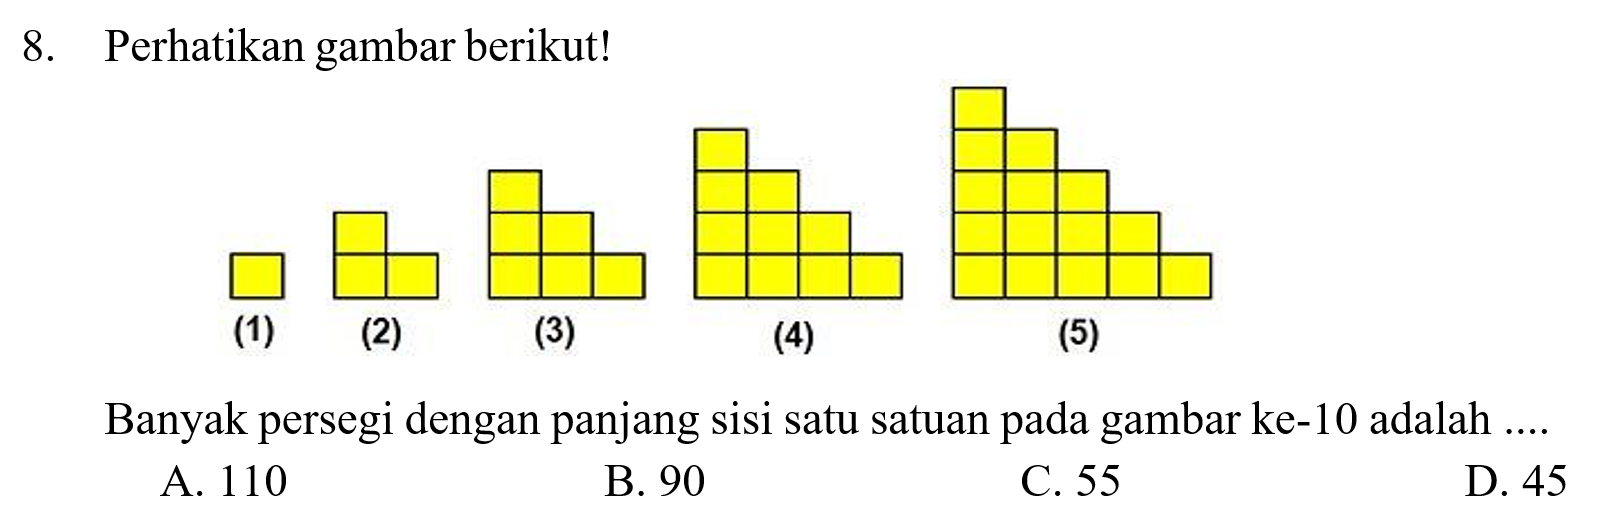 8. Perhatikan gambar berikut!
(1) (2) (3) (4) (5)
Banyak persegi dengan panjang sisi satu satuan pada gambar ke-10 adalah ....
A. 110 B. 90 C. 55 D. 45